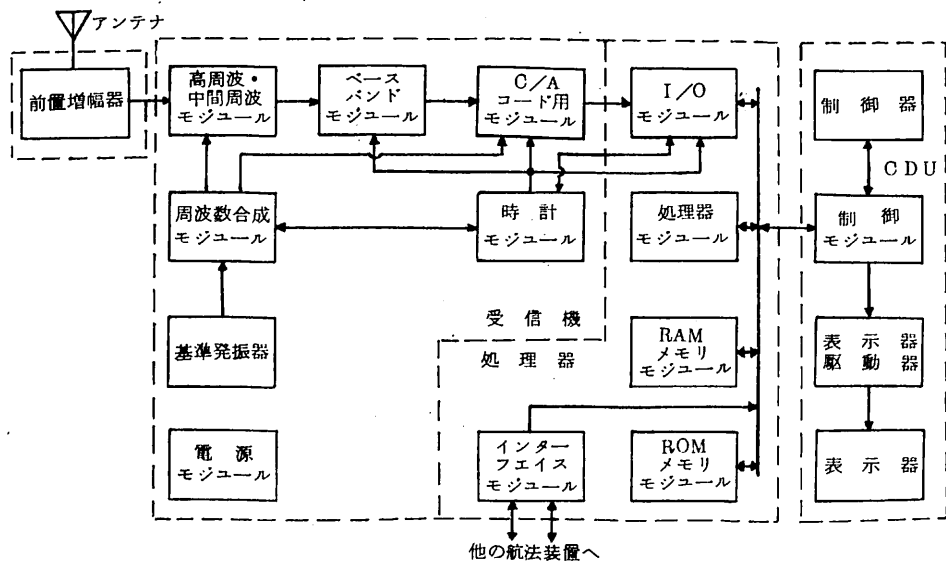 アンテナ
前置増幅器
高周波・
中間周波
モジュール
ベース
バンド
モジュール
C/A
コード用
モジュール
I/O
モジュール
制御器
CDU
周波数合成
モジュール
時計
モジュール
処理器
モジュール
制御
モジュール
受信機
処理器
基準発振器
RAM
メモリ
モジュール
表示器
駆動器
電源
モジュール
インター
フェイス
モジュール
ROM
メモリ
モジュール
表示器
他の航法装置へ